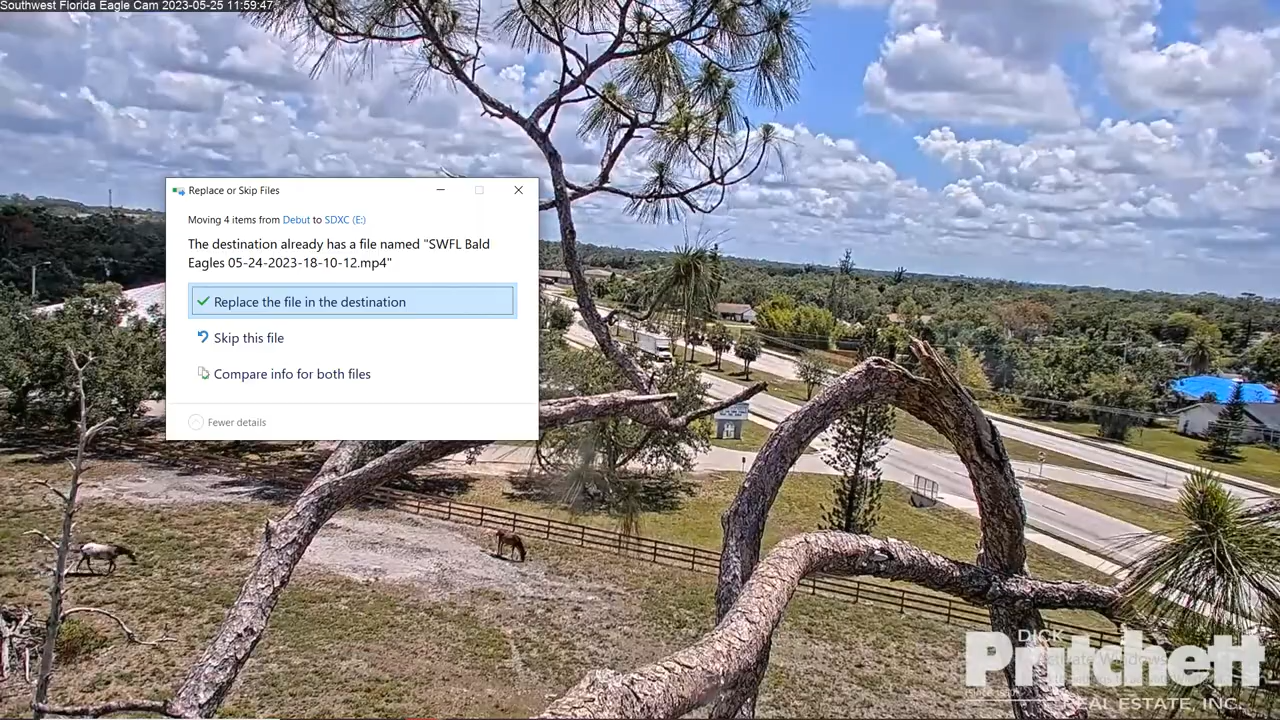 Southwest Florida Eagle Cam 2023-05-25 11:59:47
Replace or Skip Files
Moving 4 items from Debut to SDXC (E:)
The destination already has a file named "SWFL Bald
Eagles 05-24-2023-18-10-12.mp4"
Replace the file in the destination
Skip this file
Compare info for both files
Fewer details
DICK
Pritchett
REAL ESTATE, INC.